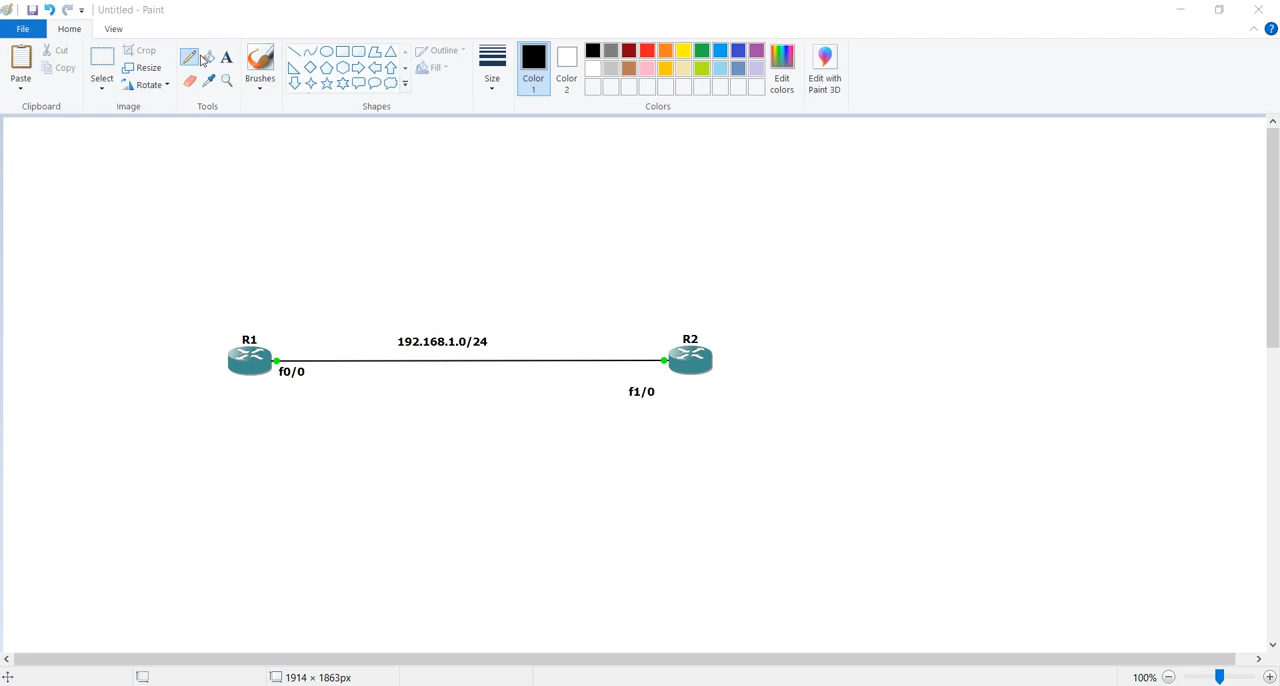 Untitled - Paint
File Home View
Paste
Cut
Copy
Clipboard
Select
Crop
Resize
Rotate
Image
A
Tools
Brushes
Outline
Fill
Shapes
Size
Color 1
Color 2
Edit colors
Colors
Edit with Paint 3D
R1
192.168.1.0/24
R2
f0/0
f1/0
1914 × 1863px
100%